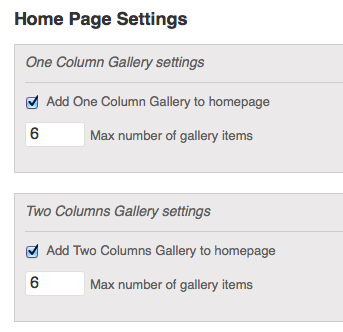 Home Page Settings
One Column Gallery settings
Add One Column Gallery to homepage
6 Max number of gallery items
Two Columns Gallery settings
Add Two Columns Gallery to homepage
6 Max number of gallery items